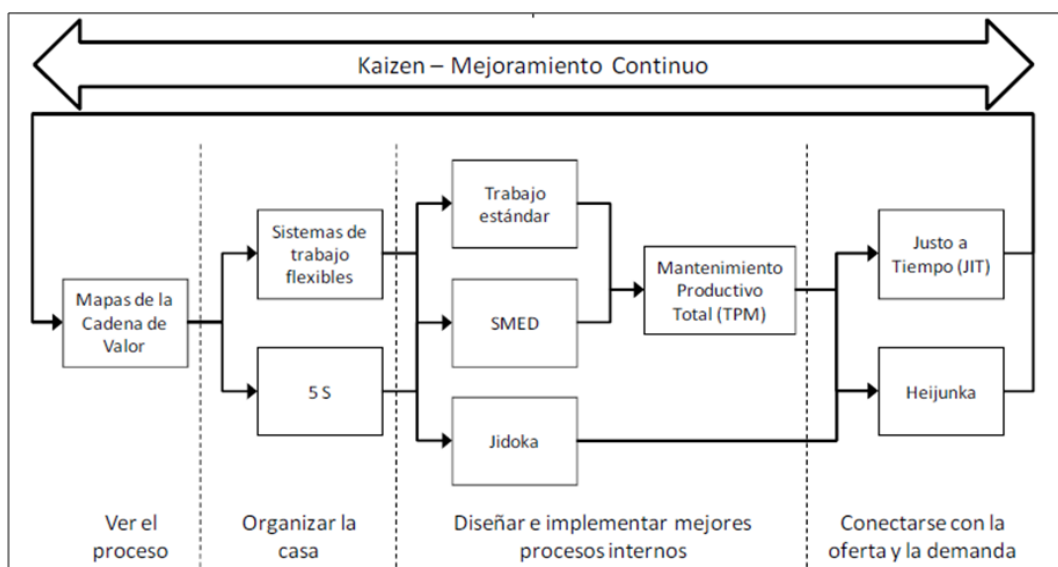 Kaizen – Mejoramiento Continuo
Mapas de la
Cadena de
Valor
Sistemas de
trabajo
flexibles
5 S
Trabajo
estándar
SMED
Jidoka
Mantenimiento
Productivo
Total (TPM)
Justo a
Tiempo (JIT)
Heijunka
Ver el
proceso
Organizar la
casa
Diseñar e implementar mejores
procesos internos
Conectarse con la
oferta y la demanda